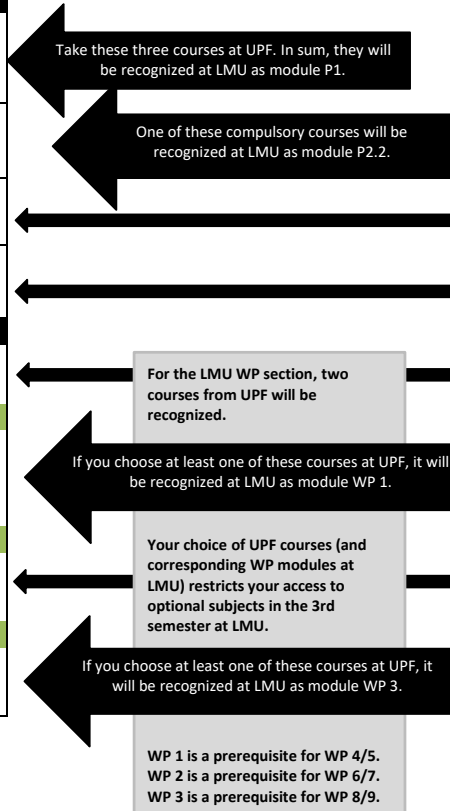 Take these three courses at UPF. In sum, they will
be recognized at LMU as module P1.
One of these compulsory courses will be
recognized at LMU as module P2.2.
For the LMU WP section, two
courses from UPF will be
recognized.
If you choose at least one of these courses at UPF, it will
be recognized at LMU as module WP 1.
Your choice of UPF courses (and
corresponding WP modules at
LMU) restricts your access to
optional subjects in the 3rd
semester at LMU.
If you choose at least one of these courses at UPF, it
will be recognized at LMU as module WP 3.
WP 1 is a prerequisite for WP 4/5.
WP 2 is a prerequisite for WP 6/7.
WP 3 is a prerequisite for WP 8/9.